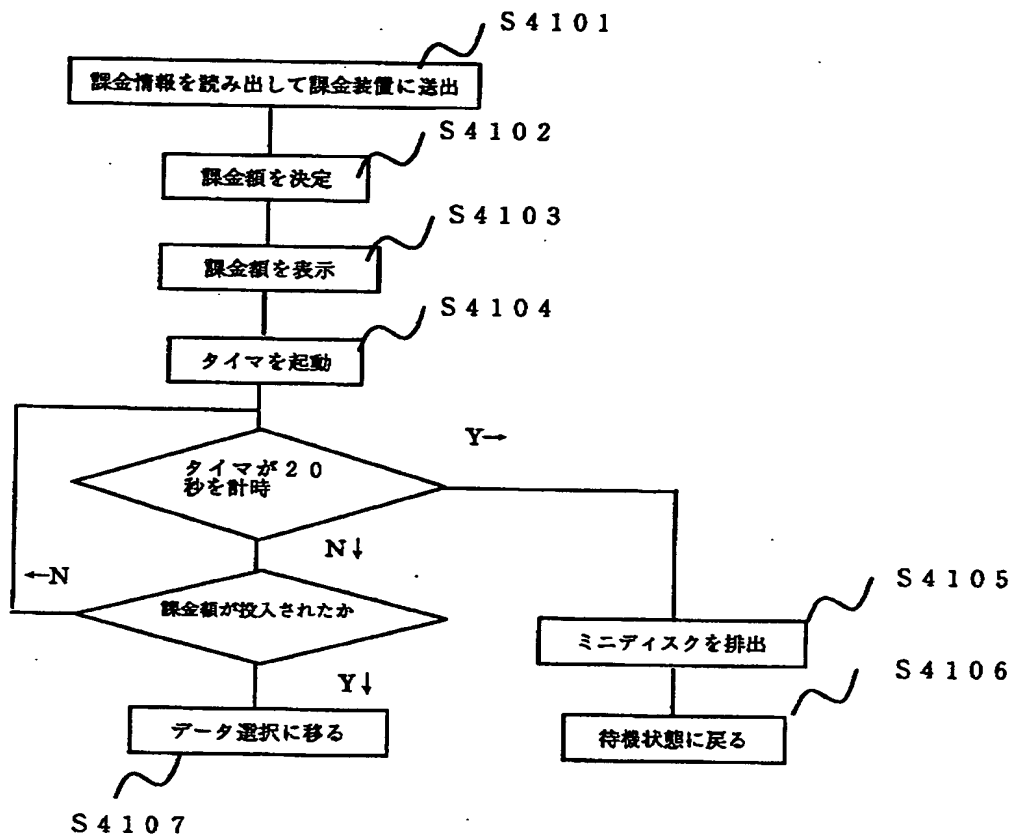 S4101
課金情報を読み出して課金装置に送出
S4102
課金額を決定
S4103
課金額を表示
S4104
タイマを起動
Y→
タイマが20
秒を計時
N↓
←N
課金額が投入されたか
S4105
ミニディスクを排出
Y↓
S4106
データ選択に移る
待機状態に戻る
S4107